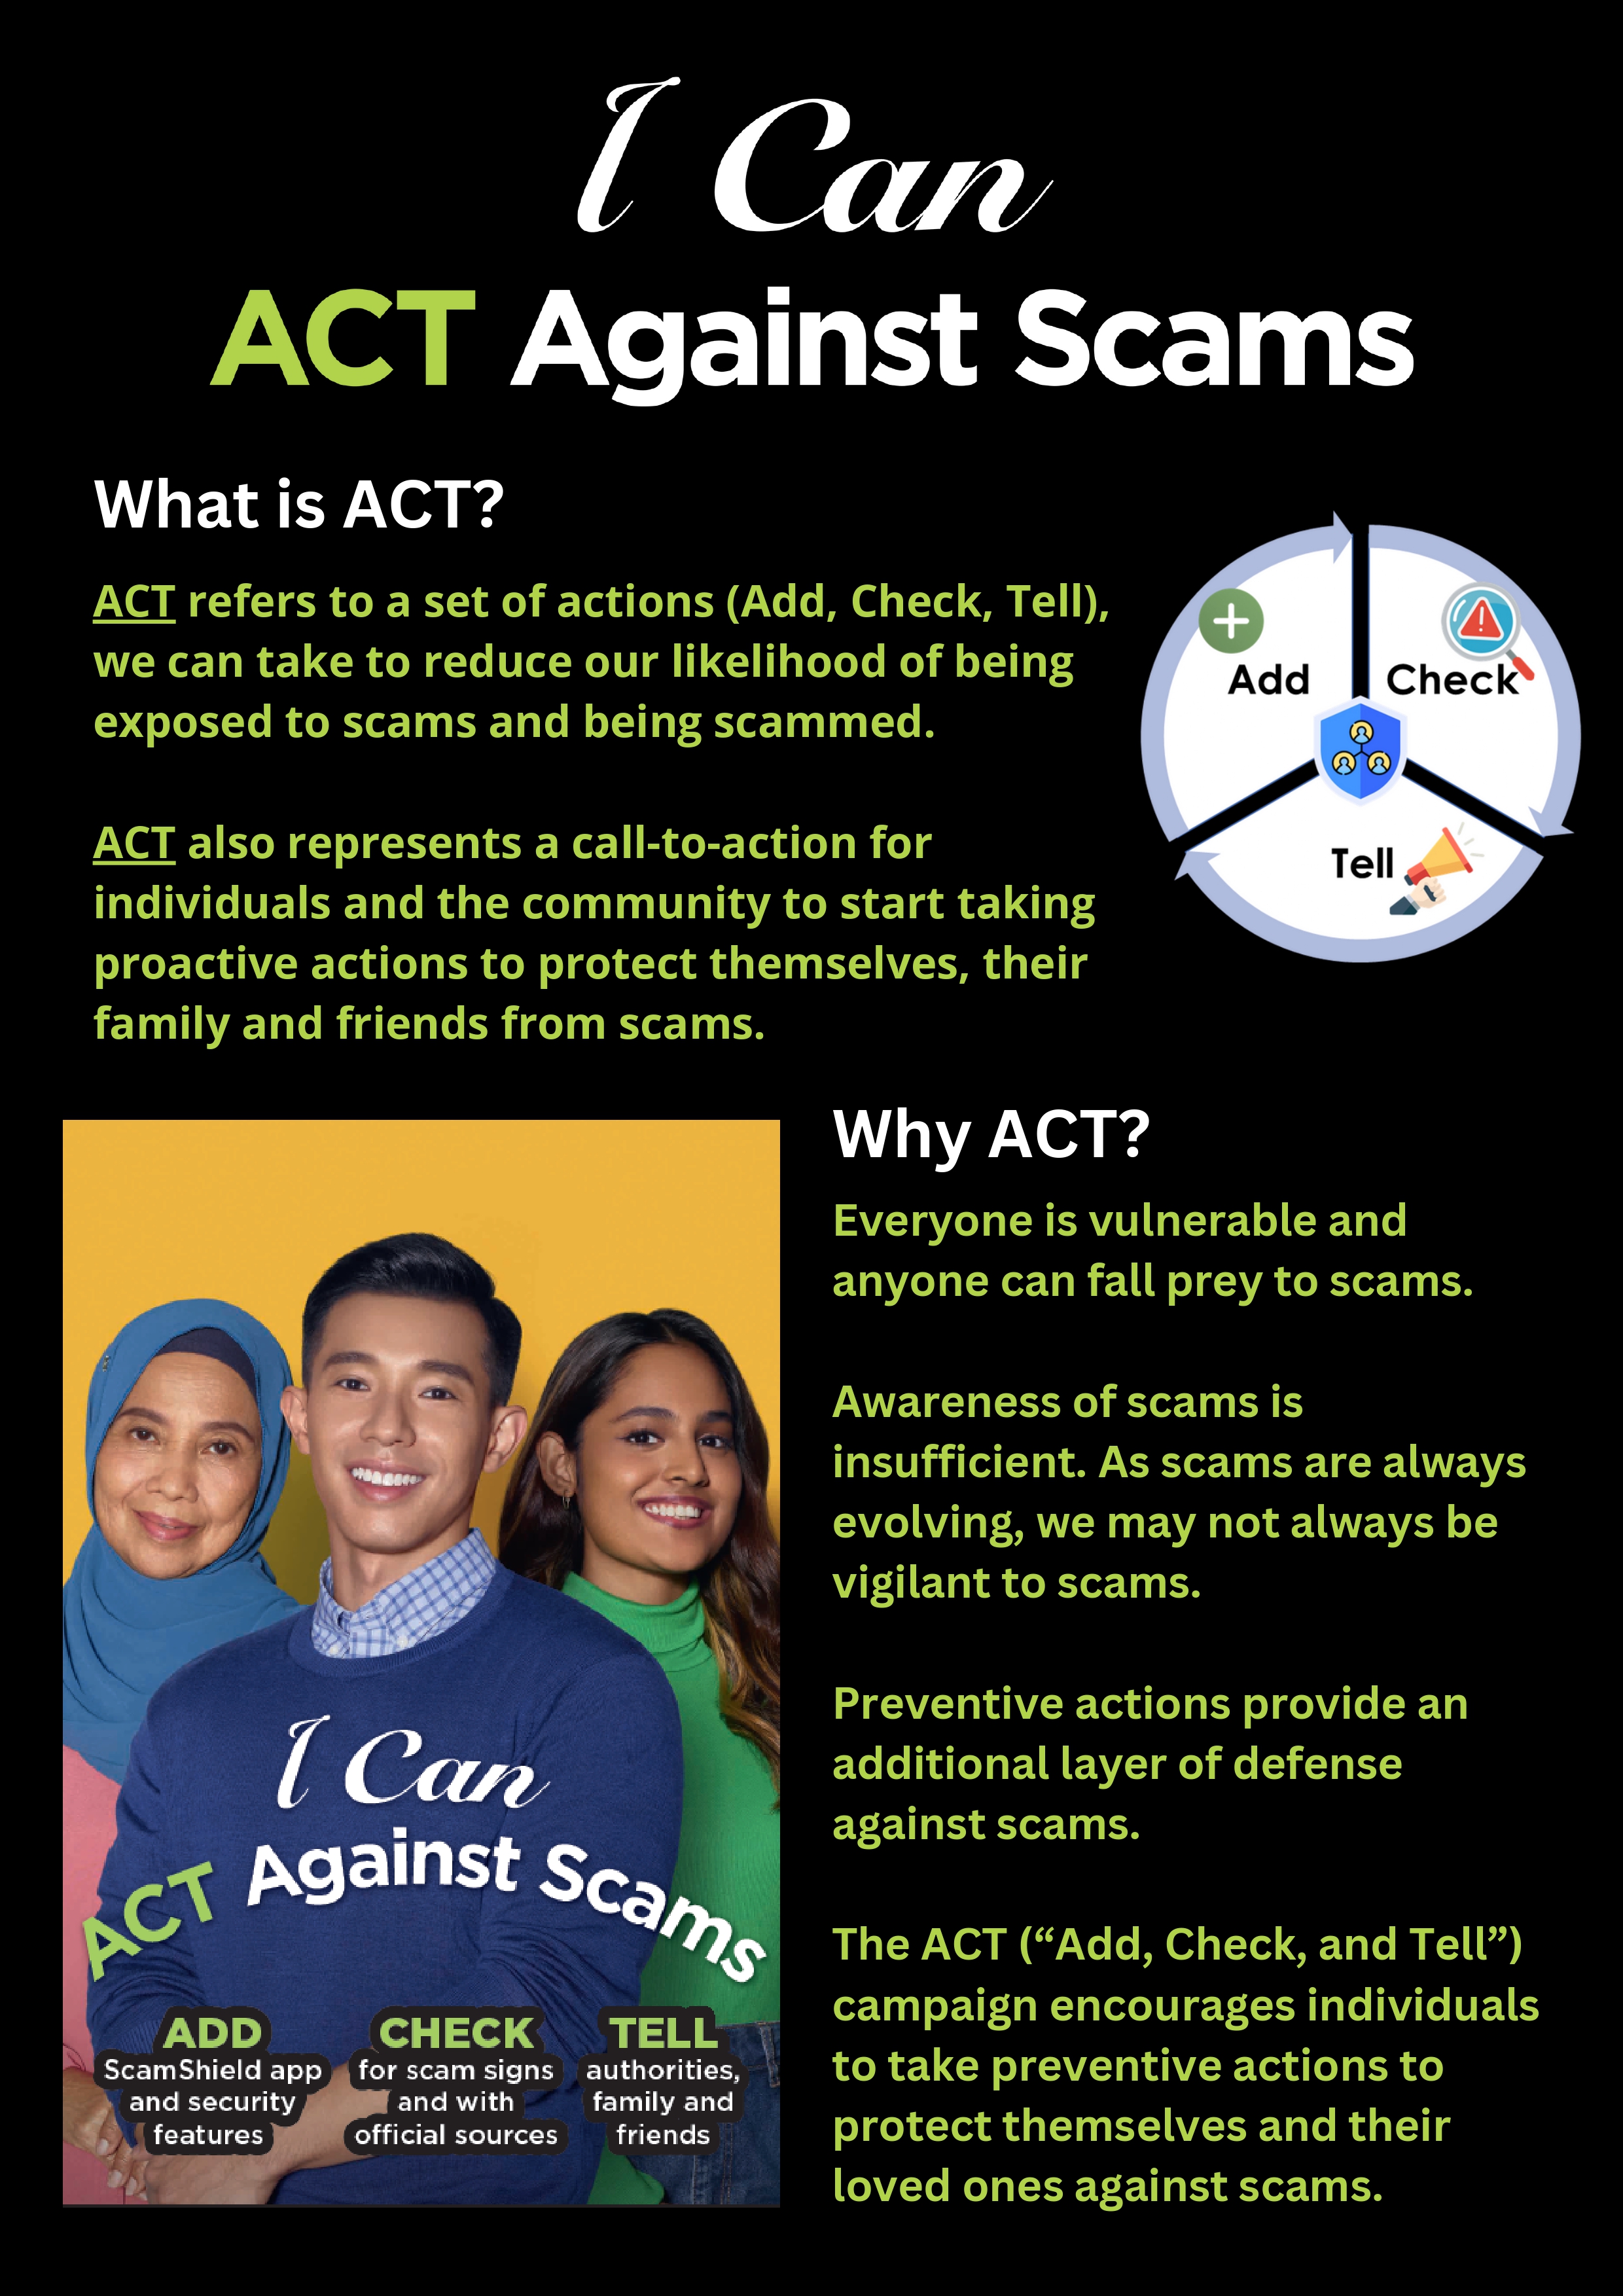 I Can
ACT Against Scams
What is ACT?
ACT refers to a set of actions (Add, Check, Tell),
we can take to reduce our likelihood of being
exposed to scams and being scammed.
ACT also represents a call-to-action for
individuals and the community to start taking
proactive actions to protect themselves, their
family and friends from scams.
Add
Check
Tell
I Can
ACT Against Scams
ADD
ScamShield app
and security
features
CHECK
for scam signs
and with
official sources
TELL
authorities,
family and
friends
Why ACT?
Everyone is vulnerable and
anyone can fall prey to scams.
Awareness of scams is
insufficient. As scams are always
evolving, we may not always be
vigilant to scams.
Preventive actions provide an
additional layer of defense
against scams.
The ACT (“Add, Check, and Tell”)
campaign encourages individuals
to take preventive actions to
protect themselves and their
loved ones against scams.